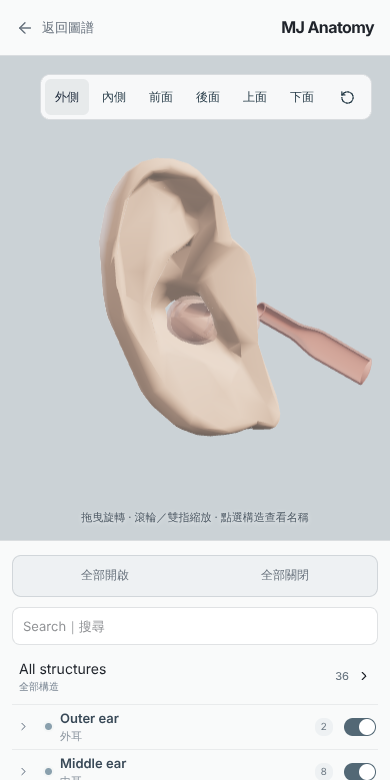 返回圖譜
MJ Anatomy
外側 內側 前面 後面 上面 下面
拖曳旋轉 · 滾輪／雙指縮放 · 點選構造查看名稱
全部開啟 全部關閉
Search｜搜尋
All structures
全部構造
36
Outer ear
外耳
2
Middle ear
中耳
8